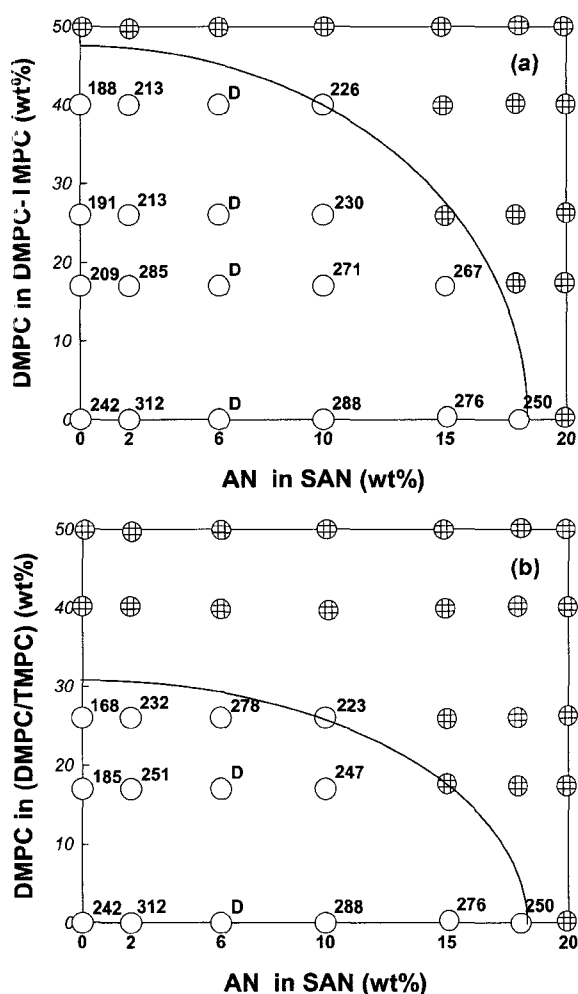 50
(a)
188 213 D 226
40
DMPC in DMPC-TMPC (wt%)
30
191 213 D 230
20
209 285 D 271 267
10
242 312 D 288 276 250
0
0 2 6 10 15 20
AN in SAN (wt%)
50
(b)
40
DMPC in (DMPC/TMPC) (wt%)
30
168 232 278 223
20
185 251 D 247
10
242 312 D 288 276 250
0
0 2 6 10 15 20
AN in SAN (wt%)